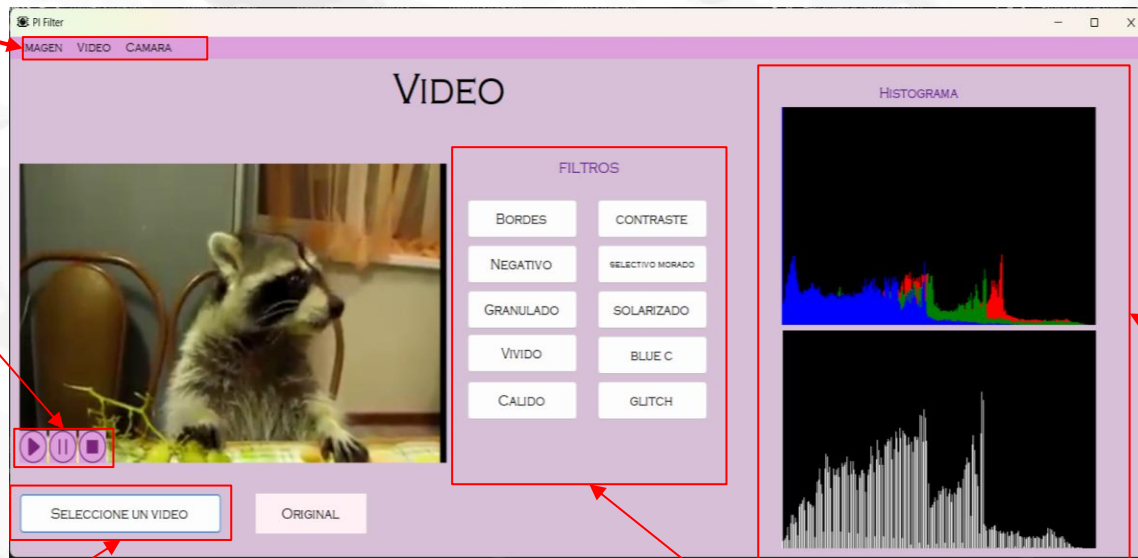 PI Filter
IMAGEN VIDEO CAMARA
VIDEO
HISTOGRAMA
FILTROS
BORDES CONTRASTE
NEGATIVO SELECTIVO MORADO
GRANULADO SOLARIZADO
VIVIDO BLUE C
CALIDO GLITCH
SELECCIONE UN VIDEO ORIGINAL